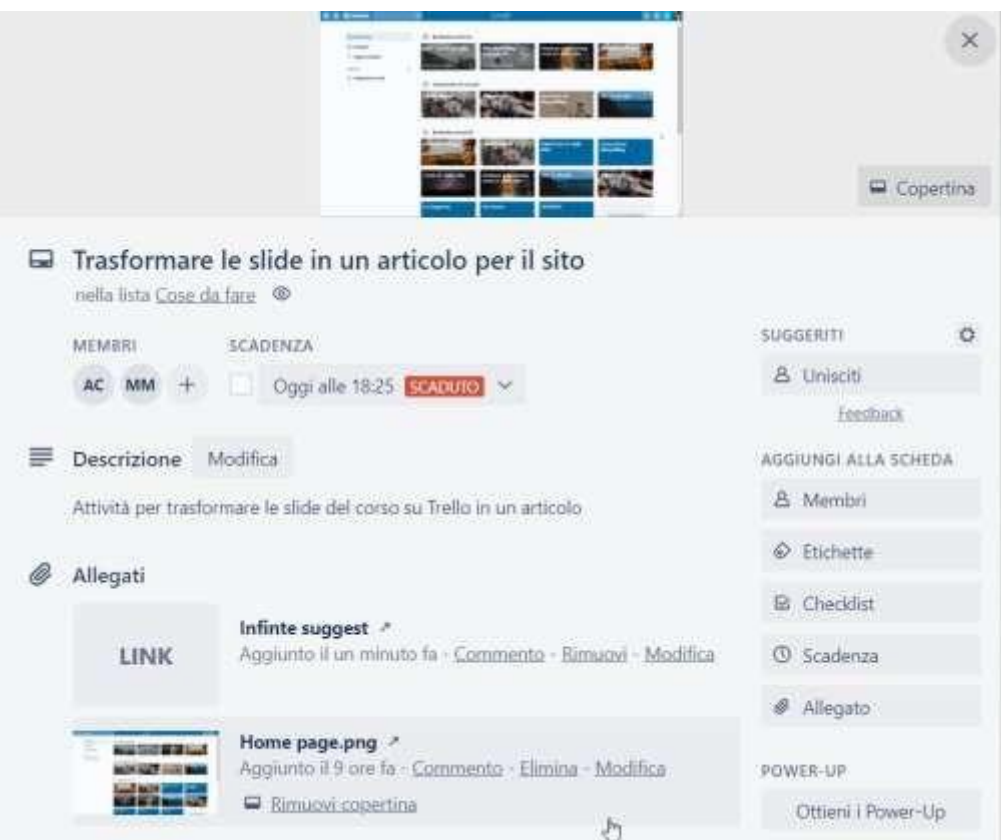 Copertina
Trasformare le slide in un articolo per il sito
nella lista Cose da fare
MEMBRI
SCADENZA
AC MM +
Oggi alle 18:25 SCADUTO
Descrizione Modifica
Attività per trasformare le slide del corso su Trello in un articolo
Allegati
LINK
Infinte suggest
Aggiunto il un minuto fa - Commento - Rimuovi - Modifica
Home page.png
Aggiunto il 9 ore fa - Commento - Elimina - Modifica
Rimuovi copertina
SUGGERITI
Unisciti
Feedback
AGGIUNGI ALLA SCHEDA
Membri
Etichette
Checklist
Scadenza
Allegato
POWER-UP
Ottieni i Power-Up